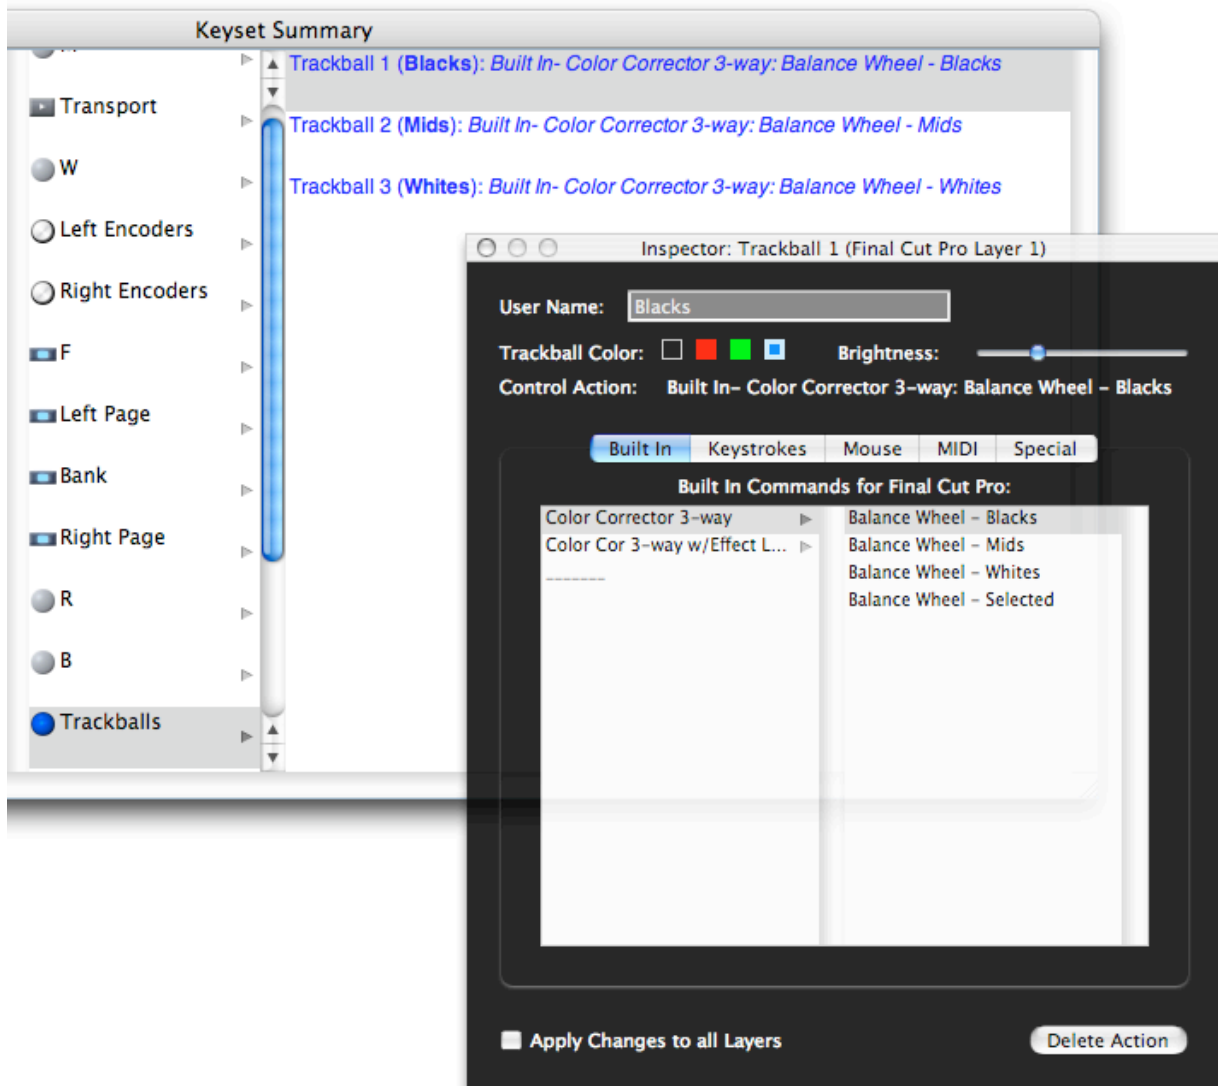 Keyset Summary
Transport
W
Left Encoders
Right Encoders
F
Left Page
Bank
Right Page
R
B
Trackballs
Trackball 1 (Blacks): Built In- Color Corrector 3-way: Balance Wheel - Blacks
Trackball 2 (Mids): Built In- Color Corrector 3-way: Balance Wheel - Mids
Trackball 3 (Whites): Built In- Color Corrector 3-way: Balance Wheel - Whites
Inspector: Trackball 1 (Final Cut Pro Layer 1)
User Name: Blacks
Trackball Color: Brightness:
Control Action: Built In- Color Corrector 3-way: Balance Wheel - Blacks
Built In Keystrokes Mouse MIDI Special
Built In Commands for Final Cut Pro:
Color Corrector 3-way
Color Cor 3-way w/Effect L...
_______
Balance Wheel - Blacks
Balance Wheel - Mids
Balance Wheel - Whites
Balance Wheel - Selected
Apply Changes to all Layers
Delete Action